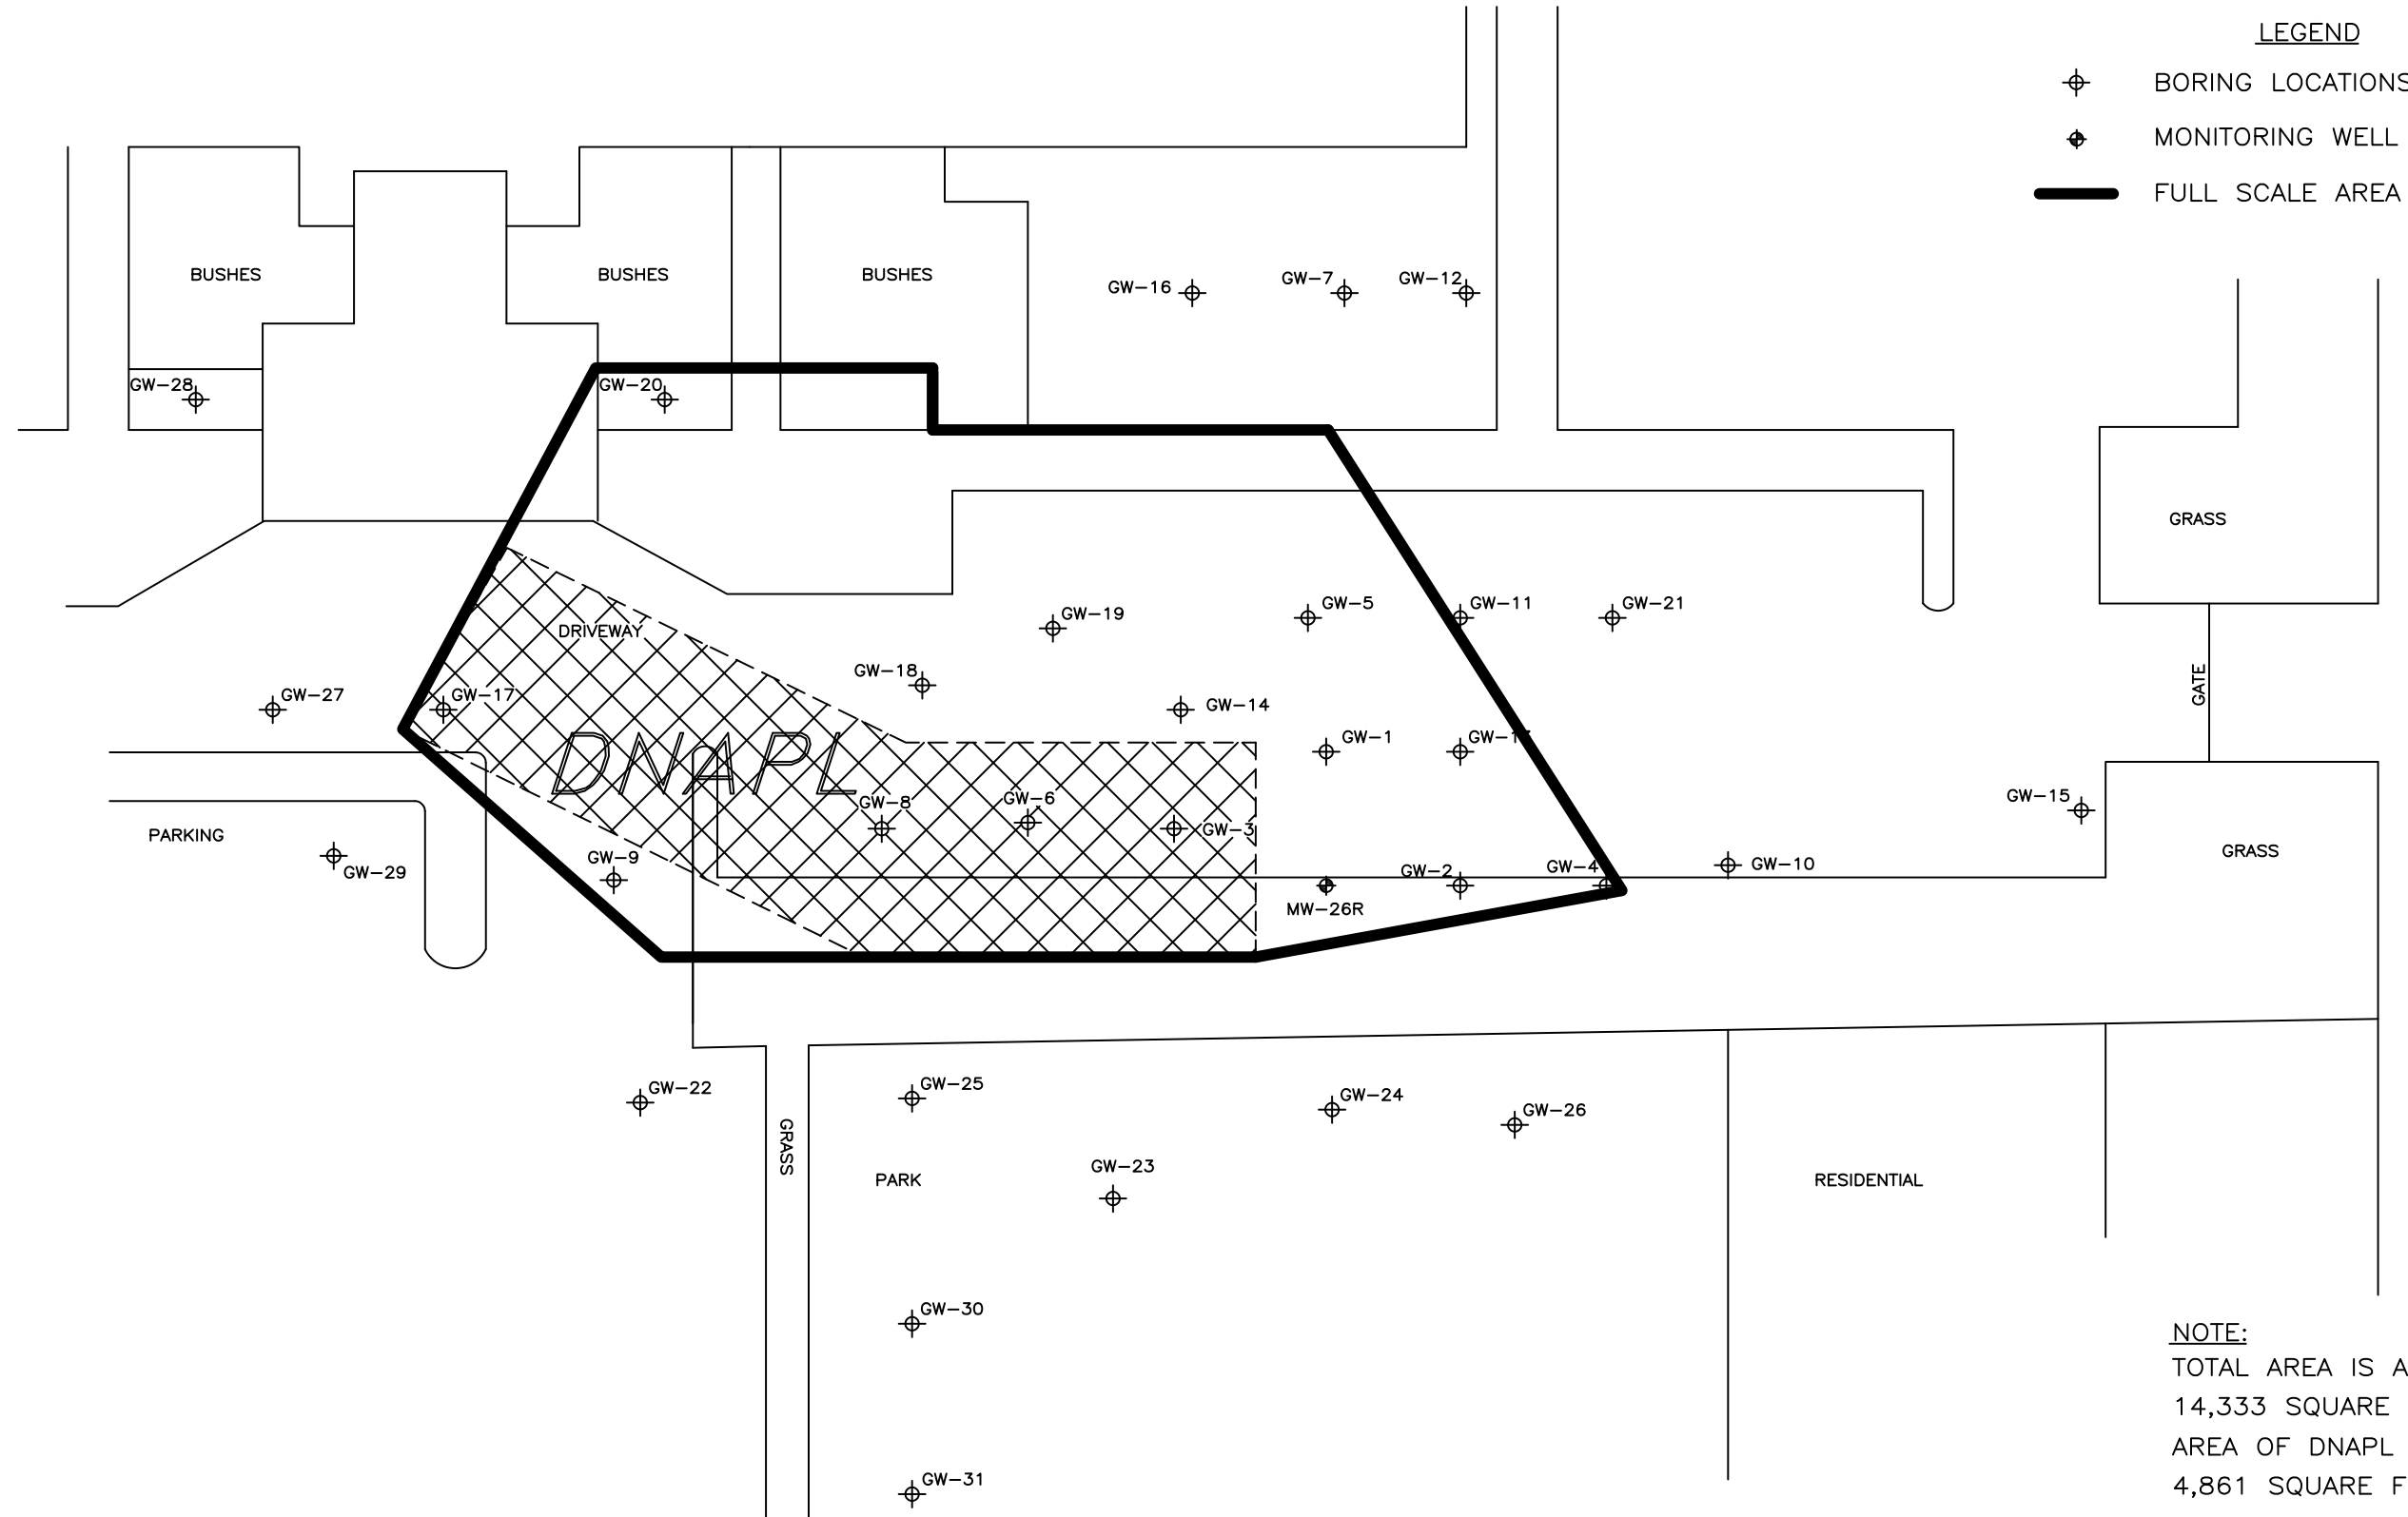 LEGEND
BORING LOCATIONS
MONITORING WELL
FULL SCALE AREA
BUSHES
BUSHES
BUSHES
GW-16
GW-7
GW-12
GW-28
GW-20
GRASS
GW-19
GW-5
GW-11
GW-21
DRIVEWAY
GW-18
GATE
GW-27
GW-17
GW-14
GW-1
DNAPL
GW-8
GW-6
GW-3
GW-15
PARKING
GW-29
GW-9
GW-2
GW-4
GW-10
GRASS
MW-26R
GW-22
GW-25
GW-24
GW-26
GRASS
GW-23
PARK
RESIDENTIAL
GW-30
GW-31
NOTE:
TOTAL AREA IS A
14,333 SQUARE
AREA OF DNAPL
4,861 SQUARE F